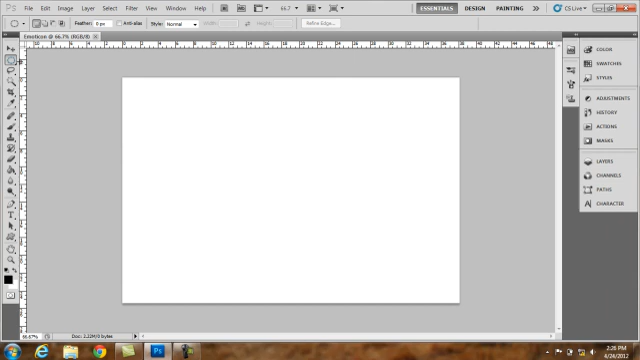 PS File Edit Image Layer Select Filter View Window Help 66.7 ESSENTIALS DESIGN PAINTING CS Live
Feather: 0 px Anti-alias Style: Normal Width: Height: Refine Edge...
Emoticon @ 66.7% (RGB/8)
COLOR
SWATCHES
STYLES
ADJUSTMENTS
HISTORY
ACTIONS
MASKS
LAYERS
CHANNELS
PATHS
CHARACTER
66.67% Doc: 2.22M/0 bytes
2:26 PM
4/24/2012